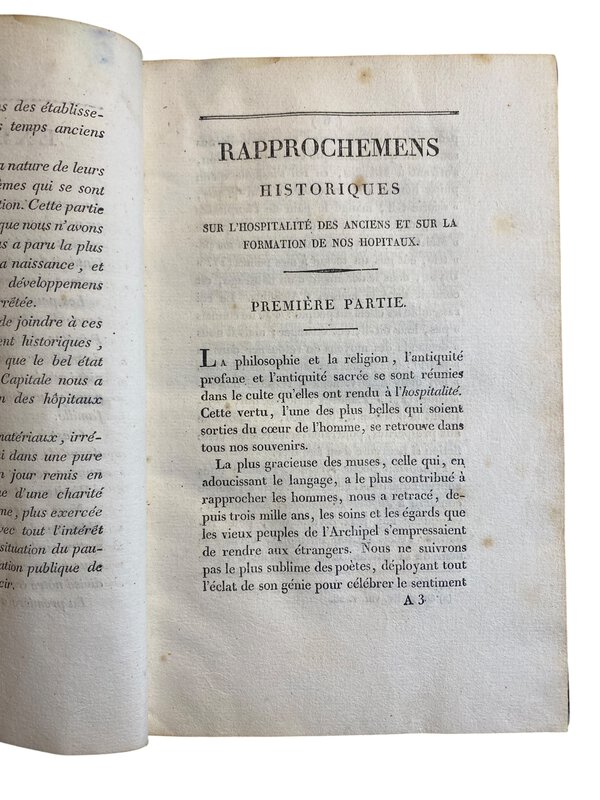 s des établisse-
s temps anciens
a nature de leurs
èmes qui se sont
tion. Cette partie
que nous n'avons
us a paru la plus
a naissance, et
développemens
rrêtée.
de joindre à ces
ent historiques,
que le bel état
Capitale nous a
n des hôpitaux
matériaux, irré-
i dans une pure
n jour remis en
e d'une charité
me, plus exercée
vec tout l'intérêt
situation du pau-
ation publique de
cir.
RAPPROCHEMENS
HISTORIQUES
SUR L'HOSPITALITÉ DES ANCIENS ET SUR LA
FORMATION DE NOS HOPITAUX.
PREMIÈRE PARTIE.
LA philosophie et la religion, l'antiquité
profane et l'antiquité sacrée se sont réunies
dans le culte qu'elles ont rendu à l'hospitalité.
Cette vertu, l'une des plus belles qui soient
sorties du cœur de l'homme, se retrouve dans
tous nos souvenirs.
La plus gracieuse des muses, celle qui, en
adoucissant le langage, a le plus contribué à
rapprocher les hommes, nous a retracé, de-
puis trois mille ans, les soins et les égards que
les vieux peuples de l'Archipel s'empressaient
de rendre aux étrangers. Nous ne suivrons
pas le plus sublime des poètes, déployant tout
l'éclat de son génie pour célébrer le sentiment
A 3